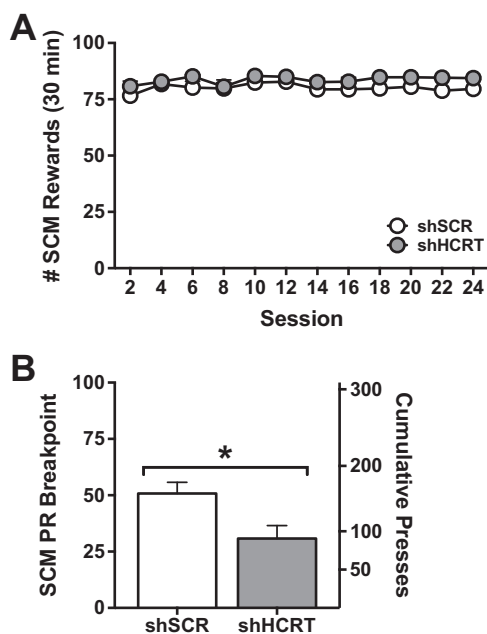 A
# SCM Rewards (30 min)
100
75
50
25
0
shSCR
shHCRT
2 4 6 8 10 12 14 16 18 20 22 24
Session
B
SCM PR Breakpoint
100
75
50
25
0
*
300
200
100
50
Cumulative Presses
shSCR shHCRT